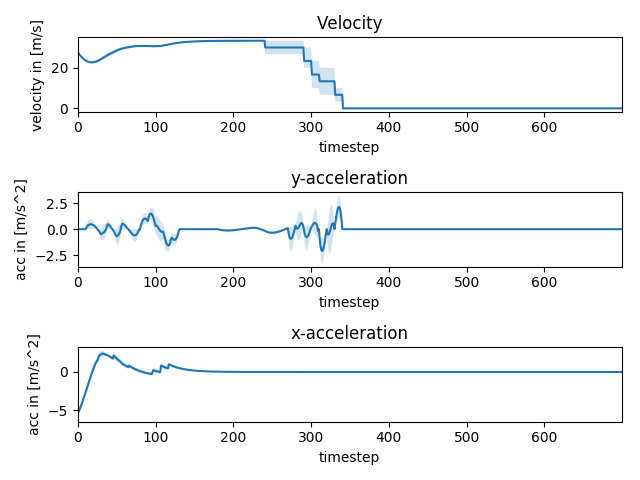 Velocity
velocity in [m/s]
20
0
0 100 200 300 400 500 600
timestep
y-acceleration
acc in [m/s^2]
2.5
0.0
−2.5
0 100 200 300 400 500 600
timestep
x-acceleration
acc in [m/s^2]
0
−5
0 100 200 300 400 500 600
timestep